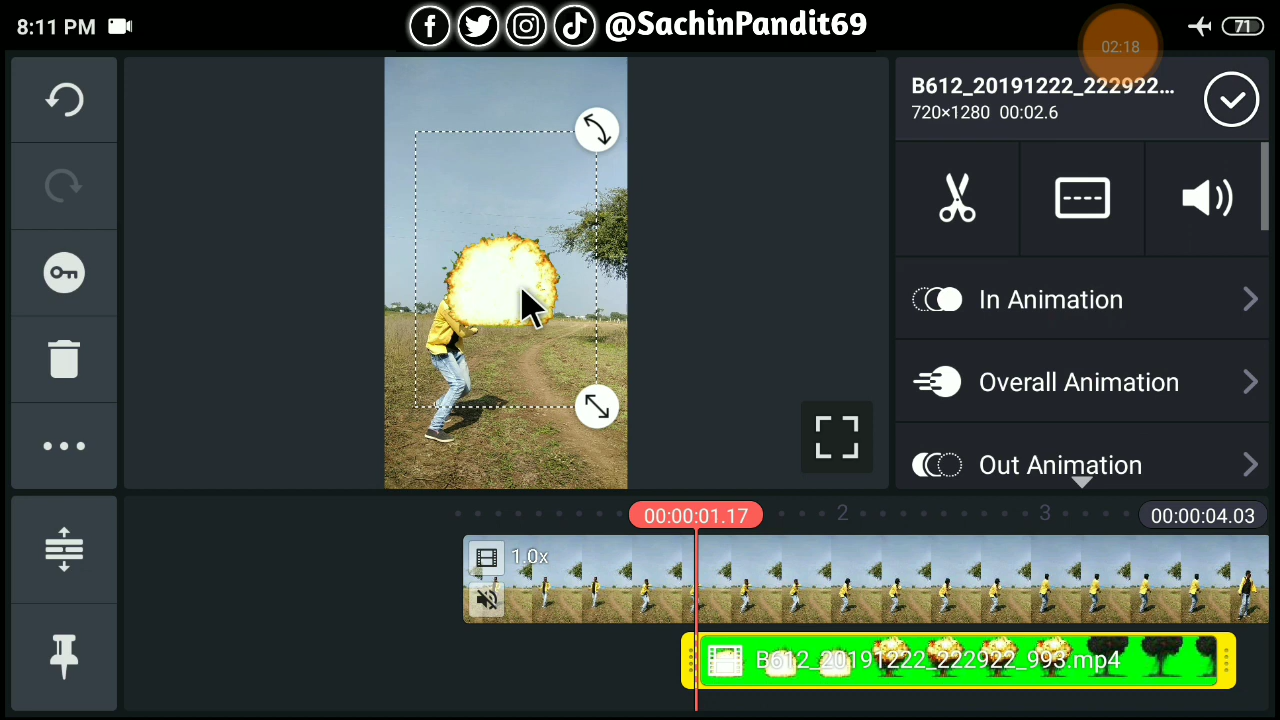 8:11 PM
@SachinPandit69
71
02:18
B612_20191222_222922...
720×1280 00:02.6
In Animation
Overall Animation
Out Animation
00:00:01.17
2
3
00:00:04.03
1.0x
B612_20191222_222922_993.mp4